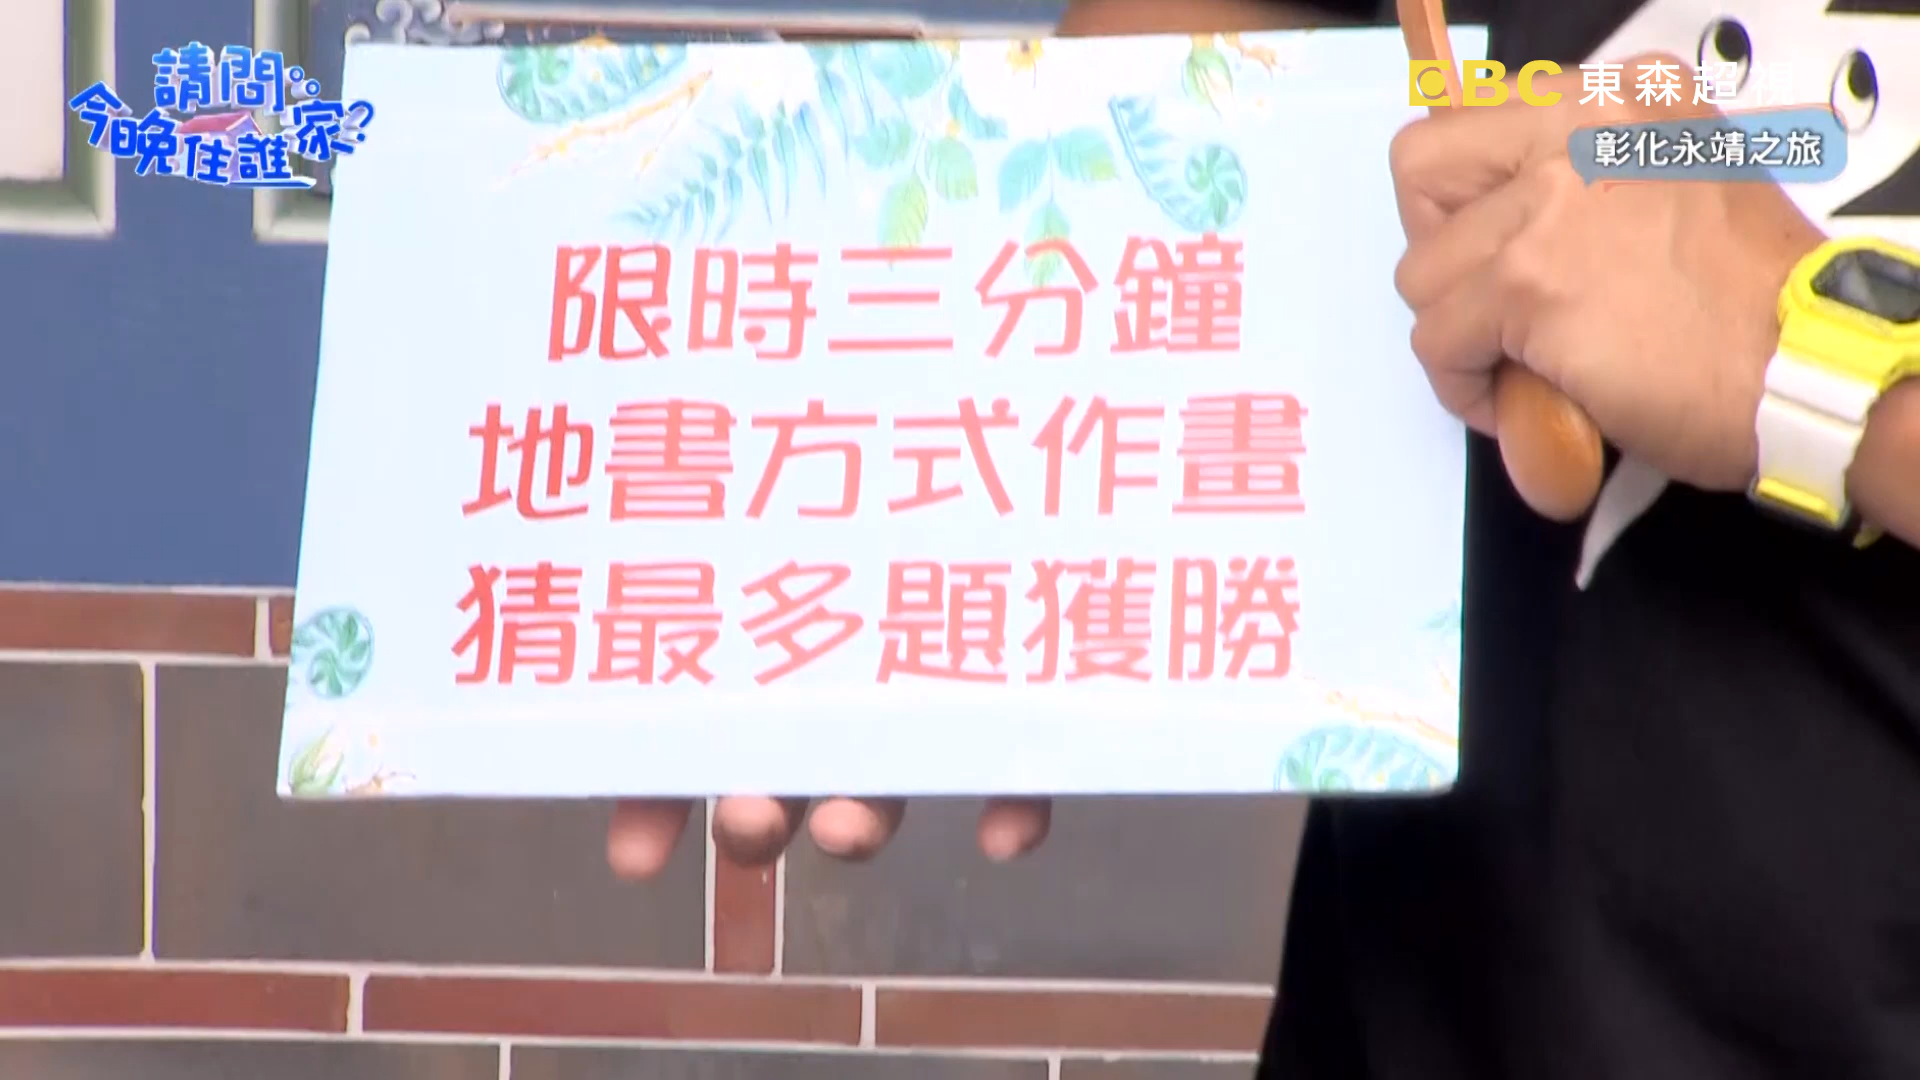 請問
今晚住誰家?
EBC 東森超視
彰化永靖之旅
限時三分鐘
地書方式作畫
猜最多題獲勝